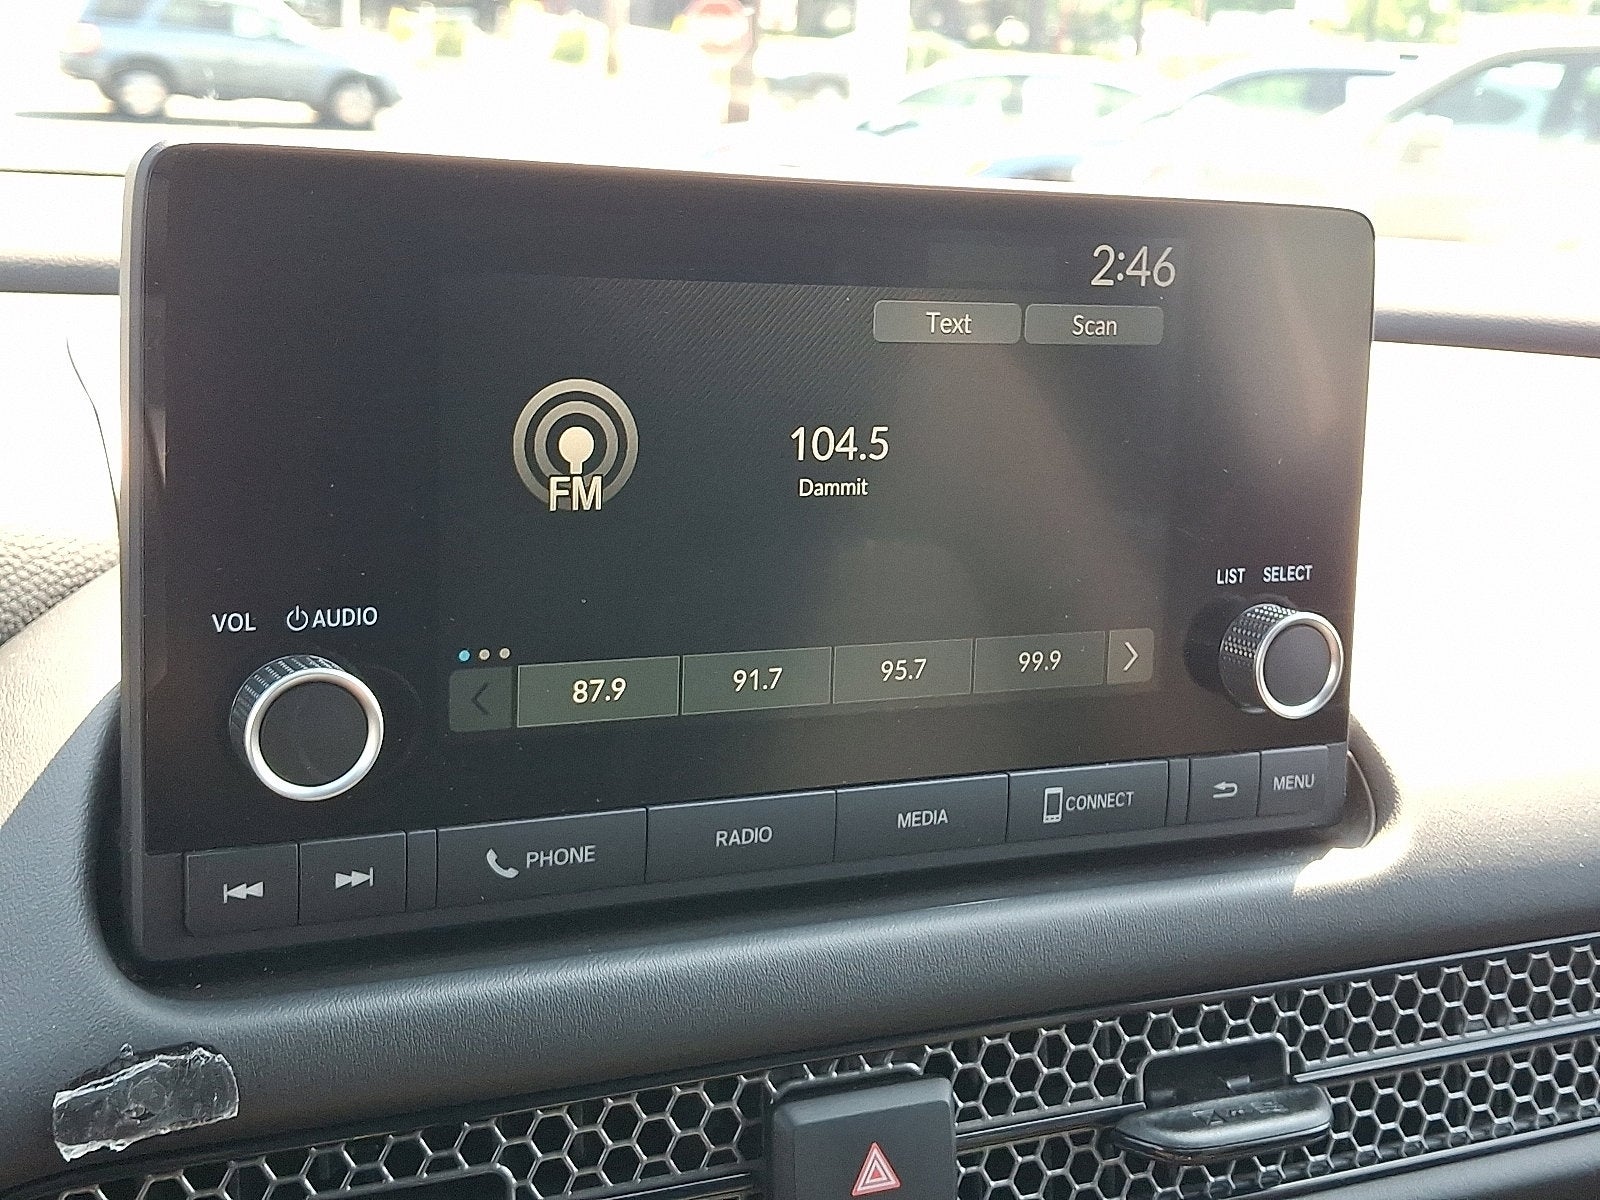 2:46
Text Scan
FM
104.5
Dammit
LIST SELECT
VOL AUDIO
87.9 91.7 95.7 99.9
PHONE RADIO MEDIA CONNECT MENU